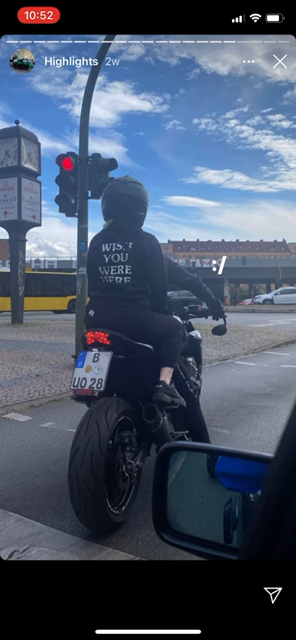 10:52
Highlights 2w
WISH
YOU
WERE
HERE
:/
B
UO 28